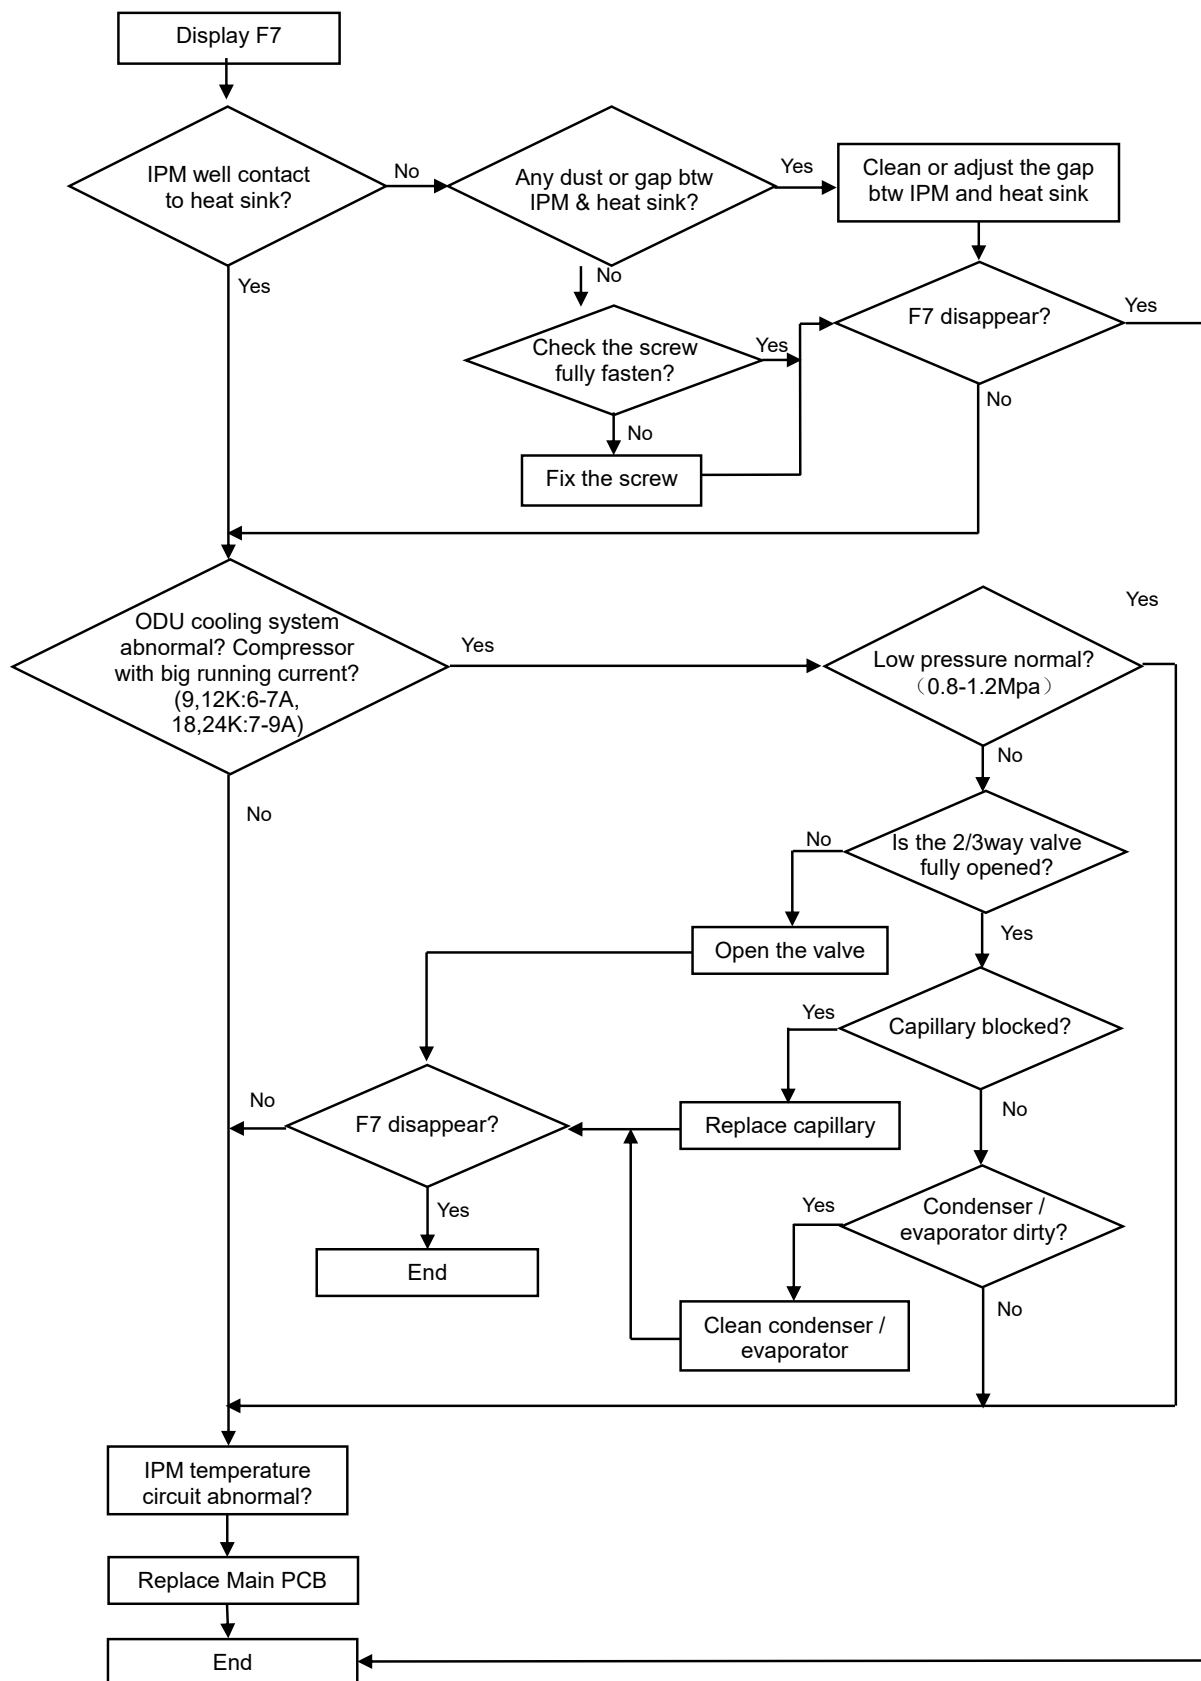 Display F7
IPM well contact
to heat sink?
No
Any dust or gap btw
IPM & heat sink?
Yes
Clean or adjust the gap
btw IPM and heat sink
Yes
No
F7 disappear?
Yes
Check the screw
fully fasten?
Yes
No
No
Fix the screw
ODU cooling system
abnormal? Compressor
with big running current?
(9,12K:6-7A,
18,24K:7-9A)
Yes
Low pressure normal?
（0.8-1.2Mpa）
Yes
No
No
Is the 2/3way valve
fully opened?
No
Yes
Open the valve
Capillary blocked?
Yes
No
Replace capillary
F7 disappear?
No
Yes
End
Condenser /
evaporator dirty?
Yes
No
Clean condenser /
evaporator
IPM temperature
circuit abnormal?
Replace Main PCB
End